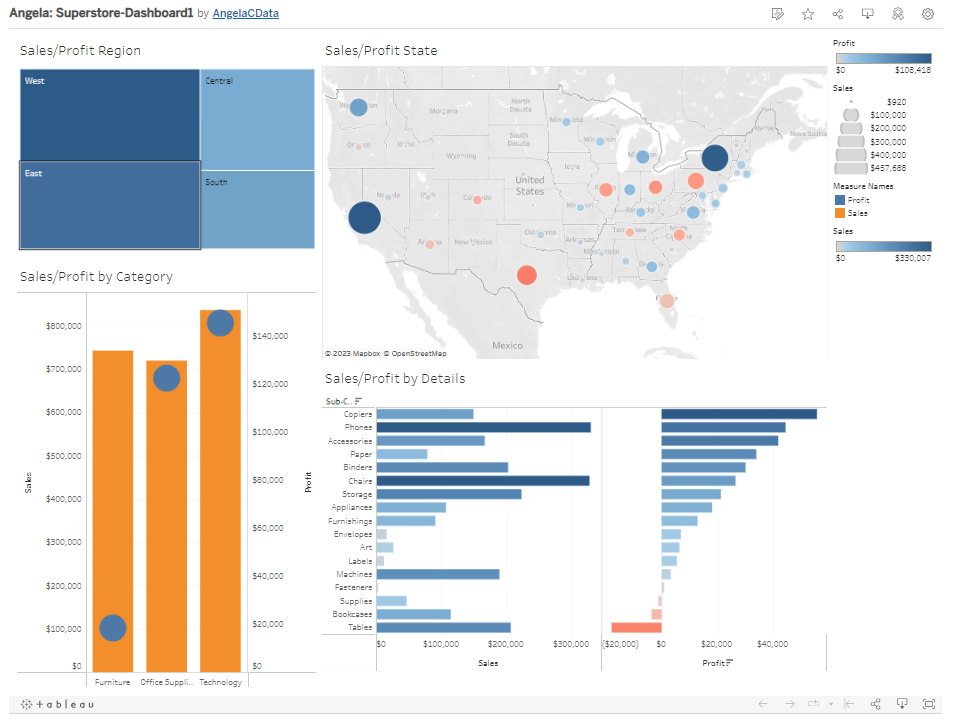 Angela: Superstore-Dashboard1 by AngelaCData
Sales/Profit Region
West
Central
East
South
Sales/Profit State
Montana
North
Dakota
South
Dakota
Wyoming
Iowa
United
States
New Mexico
Maine
Nova Scotia
Mexico
© 2023 Mapbox © OpenStreetMap
Profit
$0 $108,418
Sales
$920
$100,000
$200,000
$300,000
$400,000
$457,688
Measure Names
Profit
Sales
Sales
$0 $330,007
Sales/Profit by Category
$800,000
$700,000
$600,000
$500,000
$400,000
$300,000
$200,000
$100,000
$0
Sales
$140,000
$120,000
$100,000
$80,000
$60,000
$40,000
$20,000
$0
Profit
Furniture Office Suppli.. Technology
Sales/Profit by Details
Sub-C..
Copiers
Phones
Accessories
Paper
Binders
Chairs
Storage
Appliances
Furnishings
Envelopes
Art
Labels
Machines
Fasteners
Supplies
Bookcases
Tables
$0 $100,000 $200,000 $300,000 ($20,000) $0 $20,000 $40,000
Sales Profit
+ableau